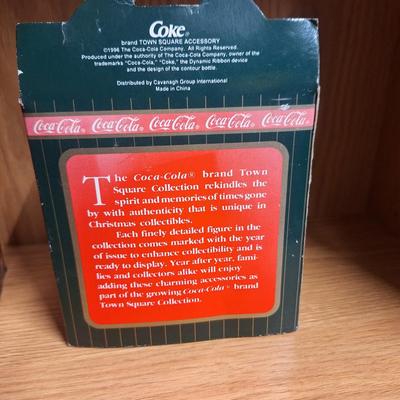 Coke®
brand TOWN SQUARE ACCESSORY
©1996 The Coca-Cola Company. All Rights Reserved.
Produced under the authority of The Coca-Cola Company, owner of the
trademarks "Coca-Cola," "Coke," the Dynamic Ribbon device
and the design of the contour bottle.
Distributed by Cavanagh Group International
Made in China
Coca-Cola® Coca-Cola® Coca-Cola® Coca-Cola® Coca-Cola®
The Coca-Cola® brand Town
Square Collection rekindles the
spirit and memories of times gone
by with authenticity that is unique in
Christmas collectibles.
Each finely detailed figure in the
collection comes marked with the year
of issue to enhance collectibility and is
ready to display. Year after year, fami-
lies and collectors alike will enjoy
adding these charming accessories as
part of the growing Coca-Cola® brand
Town Square Collection.